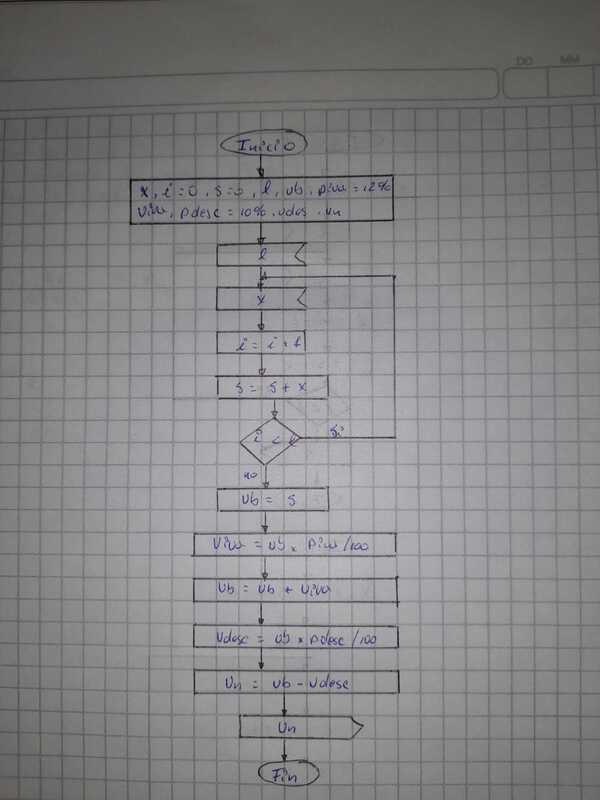 DD MM
Inicio
x, i = 0, s = 0, l, vb, piva = 12%
Viva, pdesc = 10%, vdes, vn
l
x
i = i + 1
s = s + x
i < l
Si
no
Vb = s
Viva = vb x piva / 100
Vb = vb + Viva
Vdesc = vb x pdesc / 100
Vn = vb - vdesc
Vn
Fin